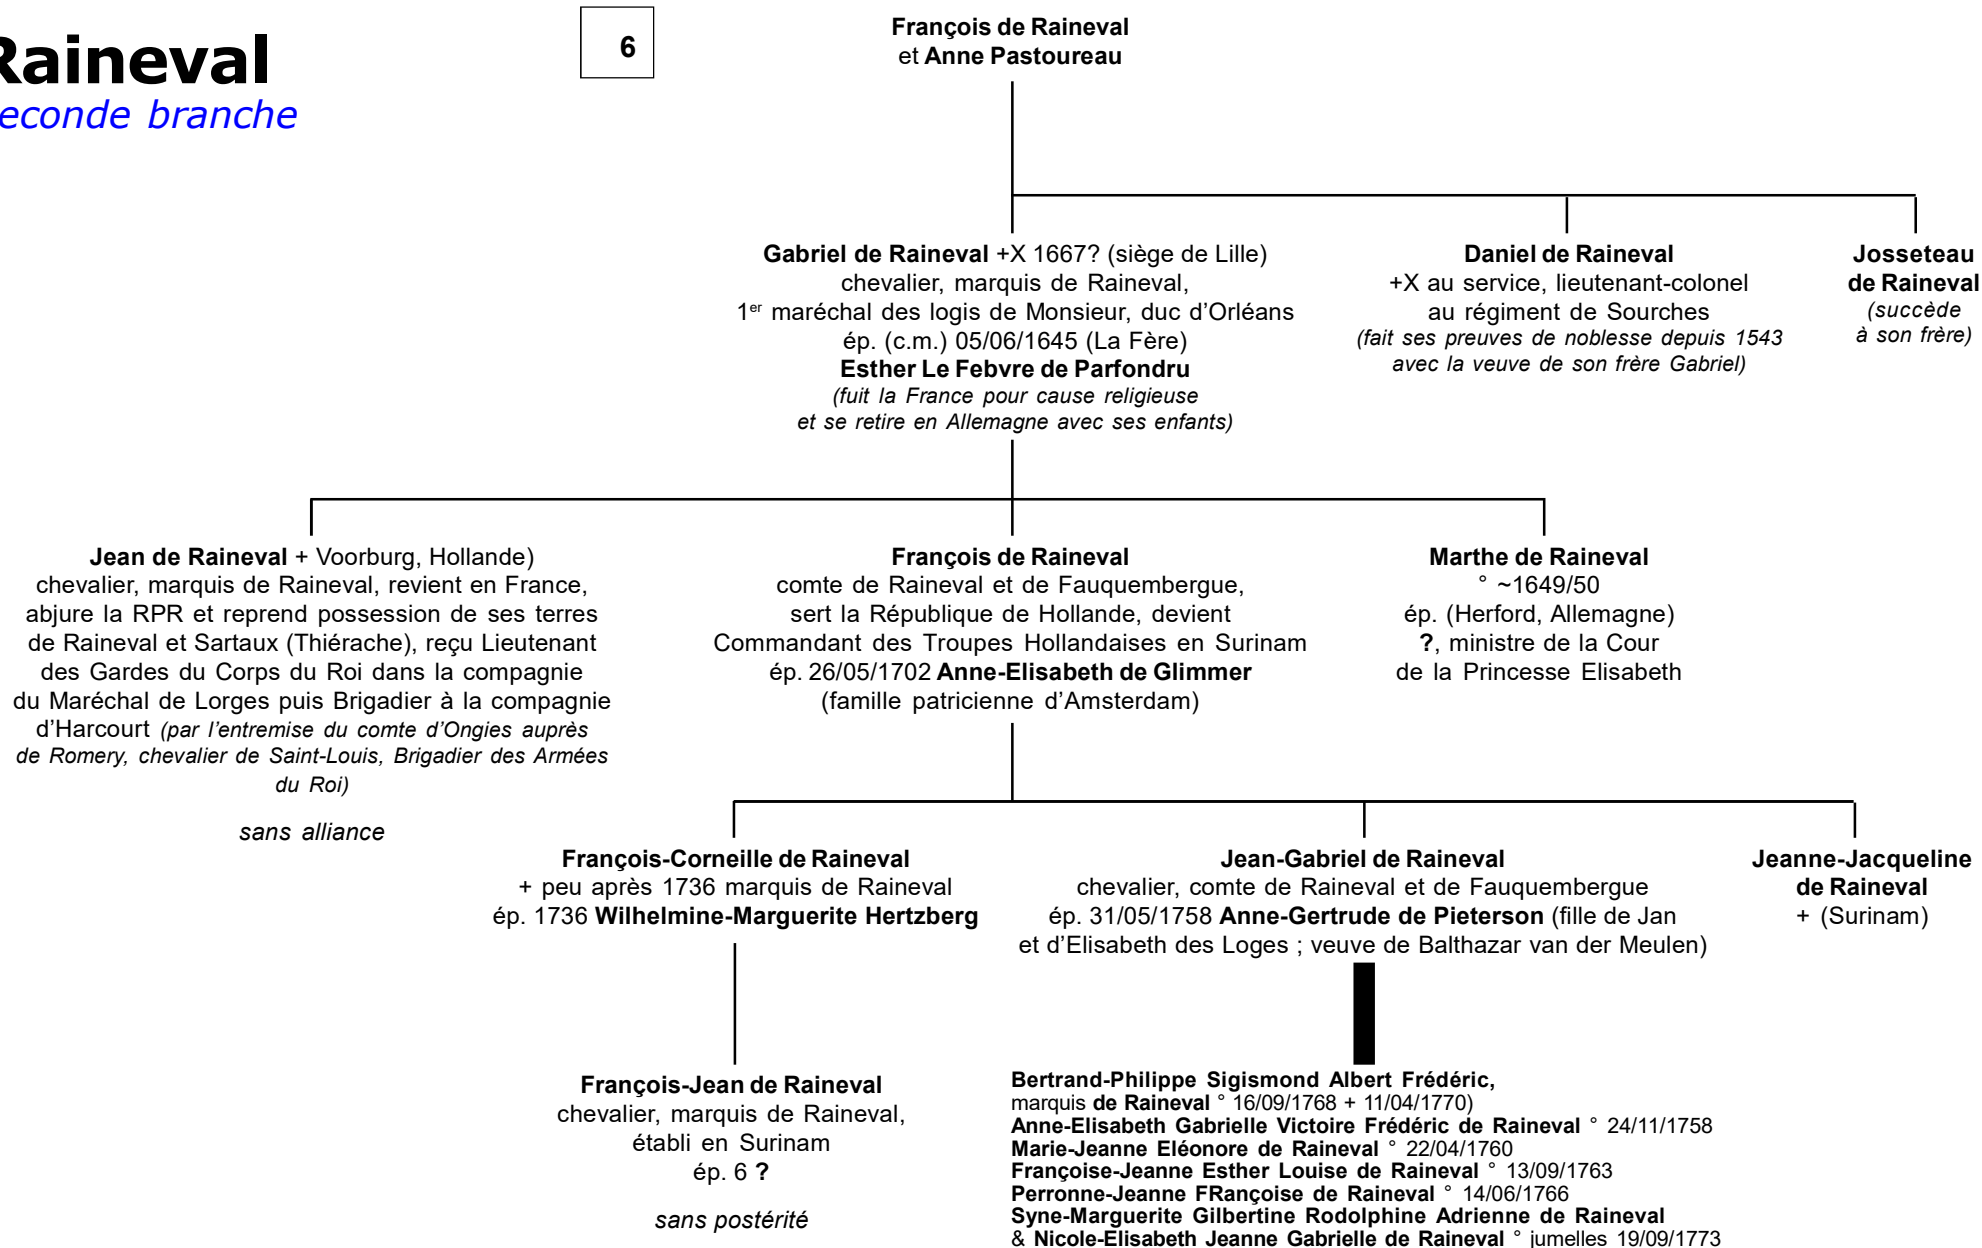 Raineval
econde branche
6
François de Raineval
et Anne Pastoureau
Gabriel de Raineval +X 1667? (siège de Lille)
chevalier, marquis de Raineval,
1er maréchal des logis de Monsieur, duc d'Orléans
ép. (c.m.) 05/06/1645 (La Fère)
Esther Le Febvre de Parfondru
(fuit la France pour cause religieuse
et se retire en Allemagne avec ses enfants)
Daniel de Raineval
+X au service, lieutenant-colonel
au régiment de Sourches
(fait ses preuves de noblesse depuis 1543
avec la veuve de son frère Gabriel)
Josseteau
de Raineval
(succède
à son frère)
Jean de Raineval + Voorburg, Hollande)
chevalier, marquis de Raineval, revient en France,
abjure la RPR et reprend possession de ses terres
de Raineval et Sartaux (Thiérache), reçu Lieutenant
des Gardes du Corps du Roi dans la compagnie
du Maréchal de Lorges puis Brigadier à la compagnie
d'Harcourt (par l'entremise du comte d'Ongies auprès
de Romery, chevalier de Saint-Louis, Brigadier des Armées
du Roi)
sans alliance
François de Raineval
comte de Raineval et de Fauquembergue,
sert la République de Hollande, devient
Commandant des Troupes Hollandaises en Surinam
ép. 26/05/1702 Anne-Elisabeth de Glimmer
(famille patricienne d'Amsterdam)
Marthe de Raineval
° ~1649/50
ép. (Herford, Allemagne)
?, ministre de la Cour
de la Princesse Elisabeth
François-Corneille de Raineval
+ peu après 1736 marquis de Raineval
ép. 1736 Wilhelmine-Marguerite Hertzberg
Jean-Gabriel de Raineval
chevalier, comte de Raineval et de Fauquembergue
ép. 31/05/1758 Anne-Gertrude de Pieterson (fille de Jan
et d'Elisabeth des Loges ; veuve de Balthazar van der Meulen)
Jeanne-Jacqueline
de Raineval
+ (Surinam)
François-Jean de Raineval
chevalier, marquis de Raineval,
établi en Surinam
ép. 6 ?
sans postérité
Bertrand-Philippe Sigismond Albert Frédéric,
marquis de Raineval ° 16/09/1768 + 11/04/1770)
Anne-Elisabeth Gabrielle Victoire Frédéric de Raineval ° 24/11/1758
Marie-Jeanne Eléonore de Raineval ° 22/04/1760
Françoise-Jeanne Esther Louise de Raineval ° 13/09/1763
Perronne-Jeanne FRançoise de Raineval ° 14/06/1766
Syne-Marguerite Gilbertine Rodolphine Adrienne de Raineval
& Nicole-Elisabeth Jeanne Gabrielle de Raineval ° jumelles 19/09/1773